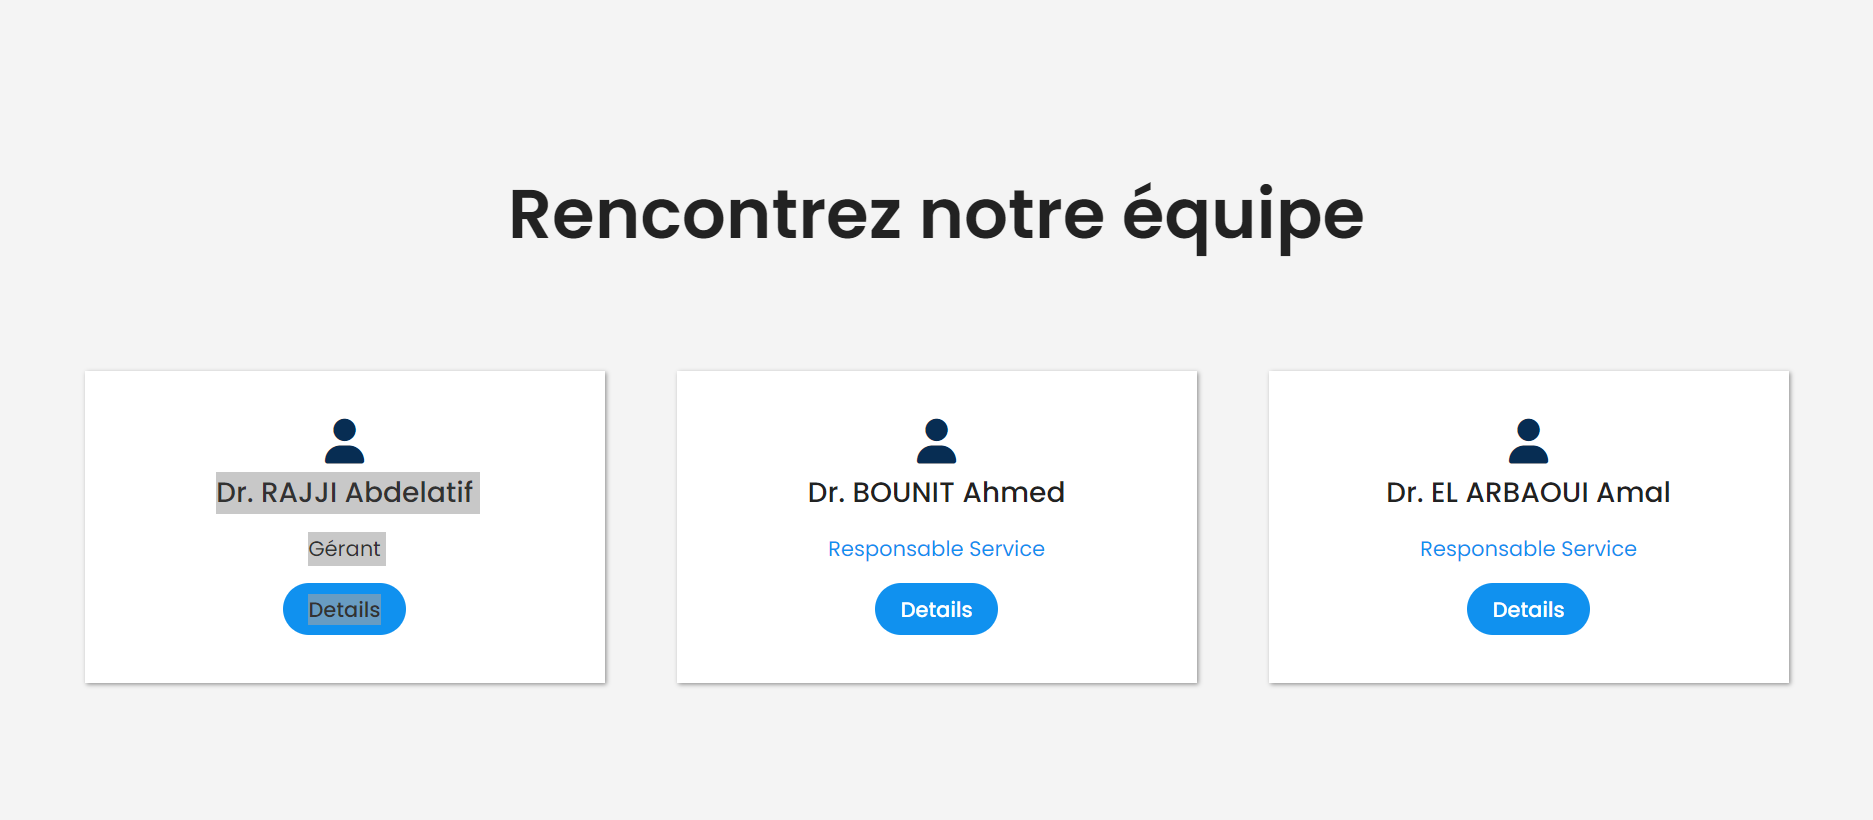 Rencontrez notre équipe
Dr. RAJJI Abdelatif
Gérant
Details
Dr. BOUNIT Ahmed
Responsable Service
Details
Dr. EL ARBAOUI Amal
Responsable Service
Details